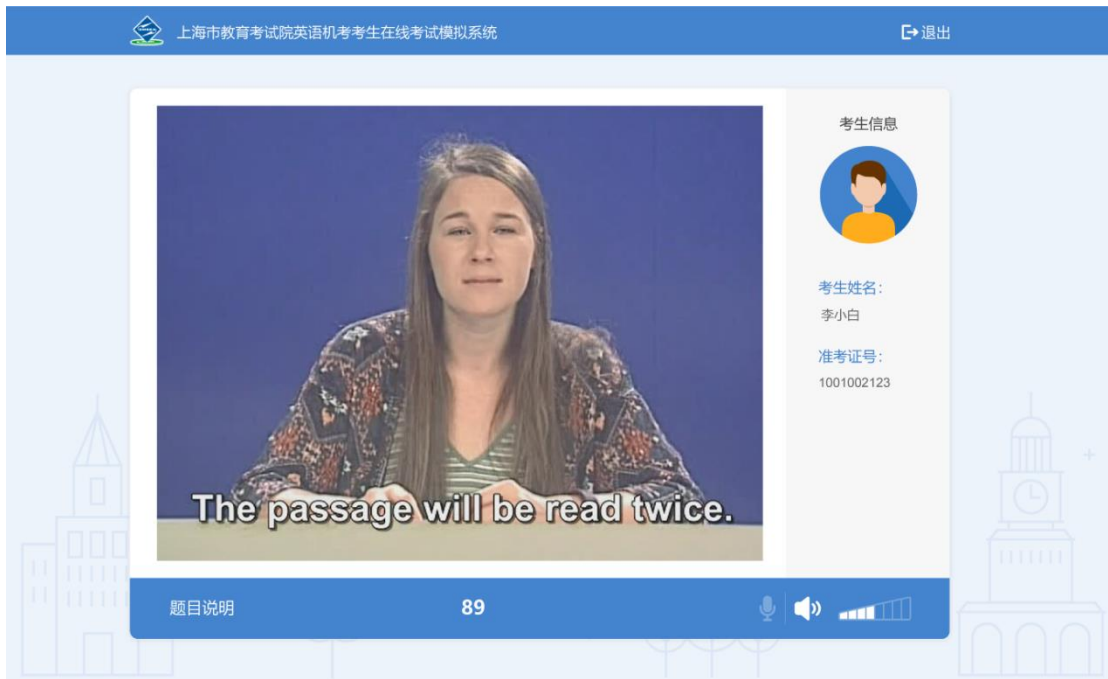 上海市教育考试院英语机考考生在线考试模拟系统
退出
考生信息
考生姓名：
李小白
准考证号：
1001002123
The passage will be read twice.
题目说明
89